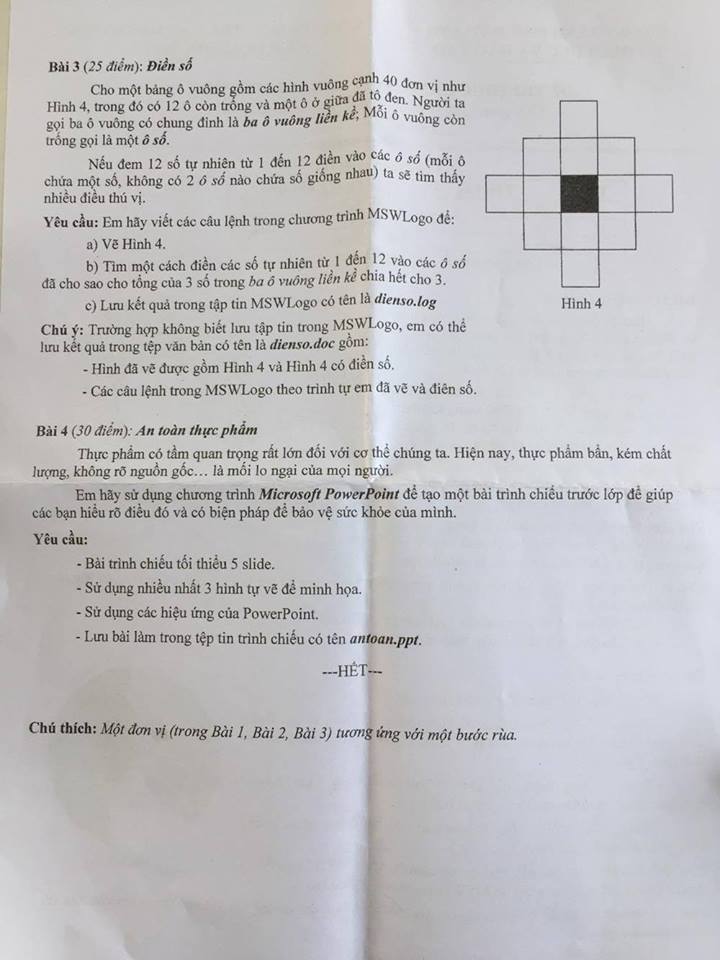 Bài 3 (25 điểm): Điền số
Cho một bảng ô vuông gồm các hình vuông cạnh 40 đơn vị như
Hình 4, trong đó có 12 ô còn trống và một ô ở giữa đã tô đen. Người ta
gọi ba ô vuông có chung đỉnh là ba ô vuông liền kề; Mỗi ô vuông còn
trống gọi là một ô số.
Nếu đem 12 số tự nhiên từ 1 đến 12 điền vào các ô số (mỗi ô
chứa một số, không có 2 ô số nào chứa số giống nhau) ta sẽ tìm thấy
nhiều điều thú vị.
Yêu cầu: Em hãy viết các câu lệnh trong chương trình MSWLogo để:
a) Vẽ Hình 4.
b) Tìm một cách điền các số tự nhiên từ 1 đến 12 vào các ô số
đã cho sao cho tổng của 3 số trong ba ô vuông liền kề chia hết cho 3.
c) Lưu kết quả trong tập tin MSWLogo có tên là dienso.log
Hình 4
Chú ý: Trường hợp không biết lưu tập tin trong MSWLogo, em có thể
lưu kết quả trong tệp văn bản có tên là dienso.doc gồm:
- Hình đã vẽ được gồm Hình 4 và Hình 4 có điền số.
- Các câu lệnh trong MSWLogo theo trình tự em đã vẽ và điên số.
Bài 4 (30 điểm): An toàn thực phẩm
Thực phẩm có tầm quan trọng rất lớn đối với cơ thể chúng ta. Hiện nay, thực phẩm bẩn, kém chất
lượng, không rõ nguồn gốc… là mối lo ngại của mọi người.
Em hãy sử dụng chương trình Microsoft PowerPoint để tạo một bài trình chiếu trước lớp để giúp
các bạn hiểu rõ điều đó và có biện pháp để bảo vệ sức khỏe của mình.
Yêu cầu:
- Bài trình chiếu tối thiểu 5 slide.
- Sử dụng nhiều nhất 3 hình tự vẽ để minh họa.
- Sử dụng các hiệu ứng của PowerPoint.
- Lưu bài làm trong tệp tin trình chiếu có tên antoan.ppt.
---HẾT---
Chú thích: Một đơn vị (trong Bài 1, Bài 2, Bài 3) tương ứng với một bước rùa.